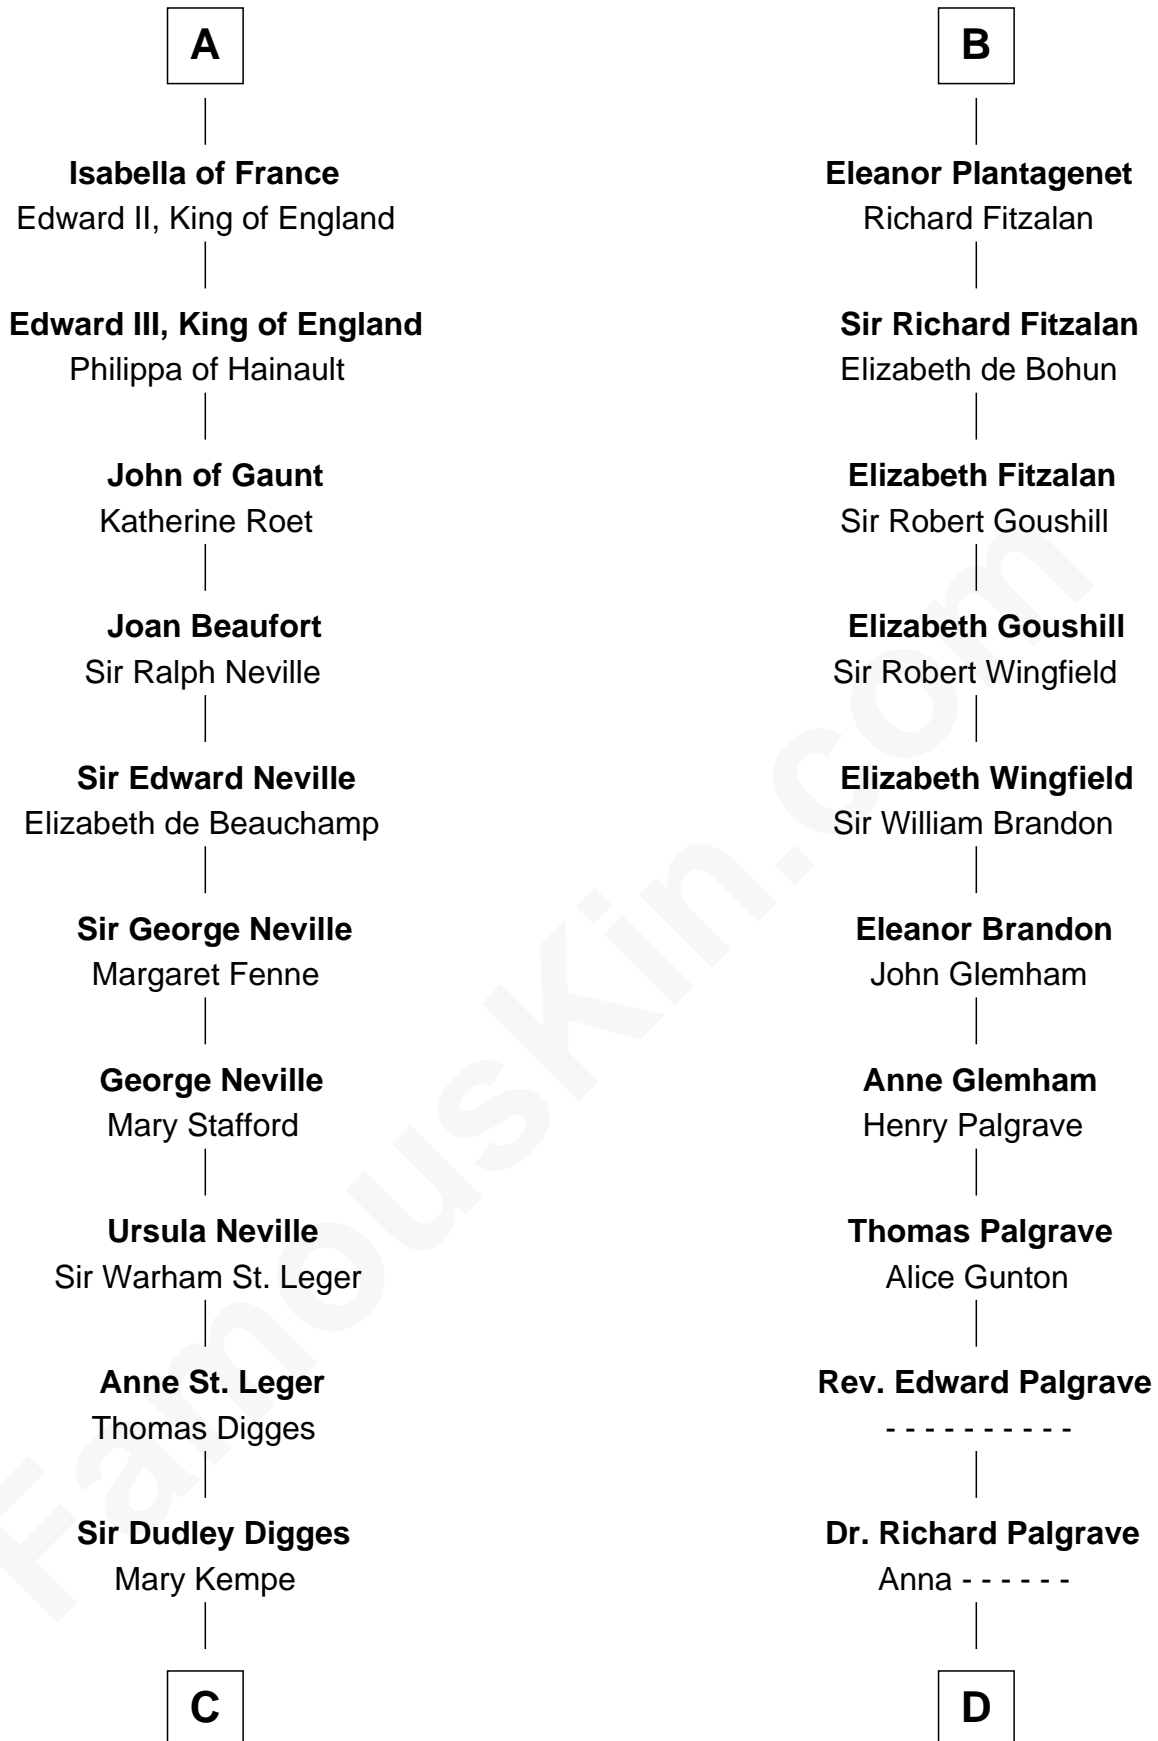 A
Isabella of France
Edward II, King of England
Edward III, King of England
Philippa of Hainault
John of Gaunt
Katherine Roet
Joan Beaufort
Sir Ralph Neville
Sir Edward Neville
Elizabeth de Beauchamp
Sir George Neville
Margaret Fenne
George Neville
Mary Stafford
Ursula Neville
Sir Warham St. Leger
Anne St. Leger
Thomas Digges
Sir Dudley Digges
Mary Kempe
C
B
Eleanor Plantagenet
Richard Fitzalan
Sir Richard Fitzalan
Elizabeth de Bohun
Elizabeth Fitzalan
Sir Robert Goushill
Elizabeth Goushill
Sir Robert Wingfield
Elizabeth Wingfield
Sir William Brandon
Eleanor Brandon
John Glemham
Anne Glemham
Henry Palgrave
Thomas Palgrave
Alice Gunton
Rev. Edward Palgrave
- - - - - - - - - -
Dr. Richard Palgrave
Anna - - - - - -
D
FamousKin.com